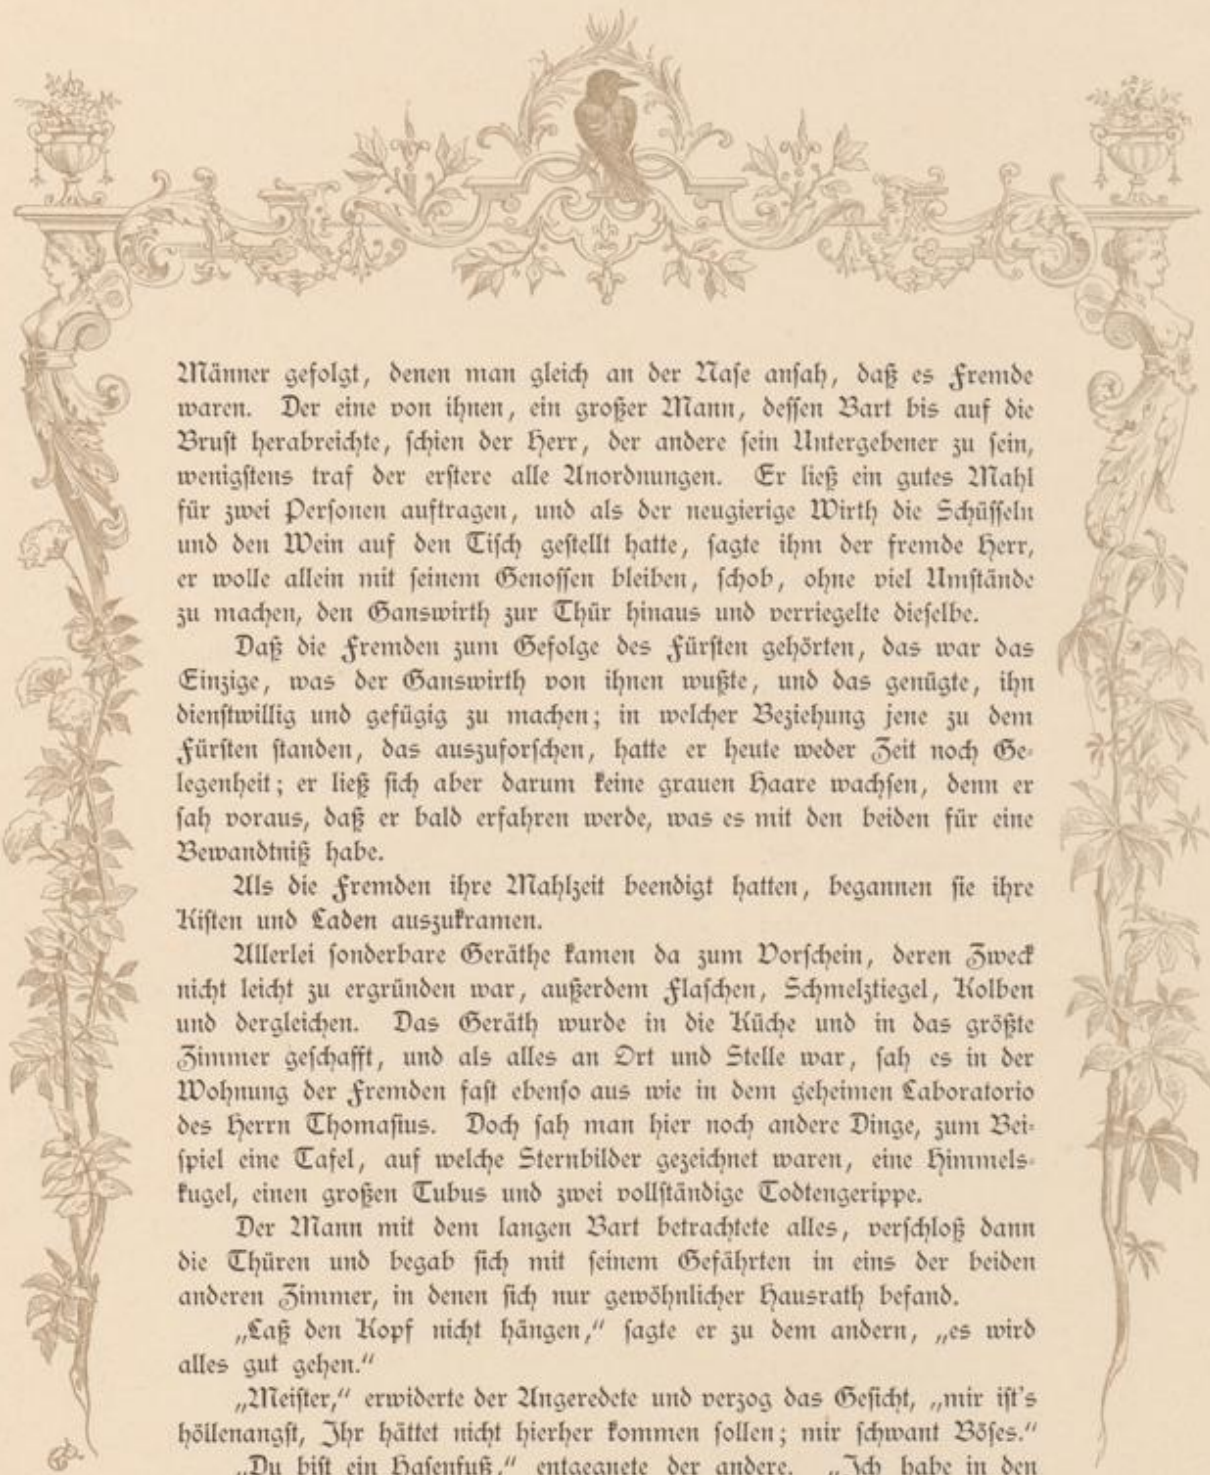 Männer gefolgt, denen man gleich an der Naſe anſah, daß es Fremde
waren. Der eine von ihnen, ein großer Mann, deſſen Bart bis auf die
Bruſt herabreichte, ſchien der Herr, der andere ſein Untergebener zu ſein,
wenigſtens traf der erſtere alle Anordnungen. Er ließ ein gutes Mahl
für zwei Perſonen auftragen, und als der neugierige Wirth die Schüſſeln
und den Wein auf den Tiſch geſtellt hatte, ſagte ihm der fremde Herr,
er wolle allein mit ſeinem Genoſſen bleiben, ſchob, ohne viel Umſtände
zu machen, den Ganswirth zur Thür hinaus und verriegelte dieſelbe.
Daß die Fremden zum Gefolge des Fürſten gehörten, das war das
Einzige, was der Ganswirth von ihnen wußte, und das genügte, ihn
dienſtwillig und gefügig zu machen; in welcher Beziehung jene zu dem
Fürſten ſtanden, das auszuforſchen, hatte er heute weder Zeit noch Ge-
legenheit; er ließ ſich aber darum keine grauen Haare wachſen, denn er
ſah voraus, daß er bald erfahren werde, was es mit den beiden für eine
Bewandtniß habe.
Als die Fremden ihre Mahlzeit beendigt hatten, begannen ſie ihre
Kiſten und Laden auszukramen.
Allerlei ſonderbare Geräthe kamen da zum Vorſchein, deren Zweck
nicht leicht zu ergründen war, außerdem Flaſchen, Schmelztiegel, Kolben
und dergleichen. Das Geräth wurde in die Küche und in das größte
Zimmer geſchafft, und als alles an Ort und Stelle war, ſah es in der
Wohnung der Fremden faſt ebenſo aus wie in dem geheimen Laboratorio
des Herrn Thomaſius. Doch ſah man hier noch andere Dinge, zum Bei-
ſpiel eine Tafel, auf welche Sternbilder gezeichnet waren, eine Himmels-
kugel, einen großen Tubus und zwei vollſtändige Todtengerippe.
Der Mann mit dem langen Bart betrachtete alles, verſchloß dann
die Thüren und begab ſich mit ſeinem Gefährten in eins der beiden
anderen Zimmer, in denen ſich nur gewöhnlicher Hausrath befand.
„Laß den Kopf nicht hängen,“ ſagte er zu dem andern, „es wird
alles gut gehen.“
„Meiſter,“ erwiderte der Angeredete und verzog das Geſicht, „mir iſt's
höllenangſt, Ihr hättet nicht hierher kommen ſollen; mir ſchwant Böſes.“
„Du biſt ein Haſenfuß,“ entgegnete der andere. „Ich habe in den